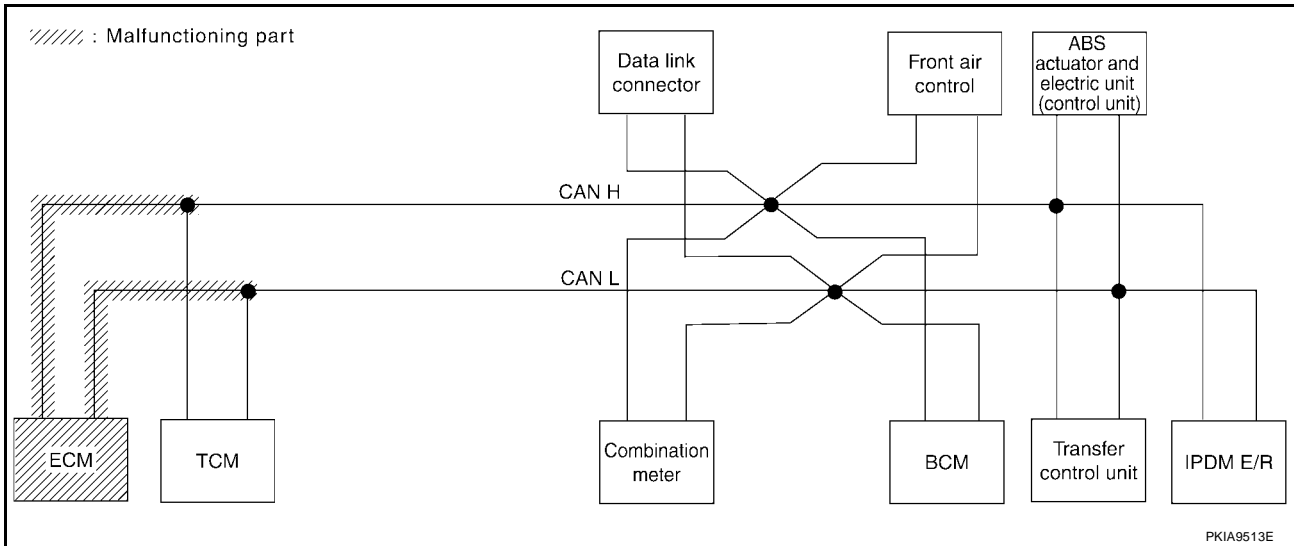 : Malfunctioning part
Data link
connector
Front air
control
ABS
actuator and
electric unit
(control unit)
CAN H
CAN L
ECM
TCM
Combination
meter
BCM
Transfer
control unit
IPDM E/R
PKIA9513E